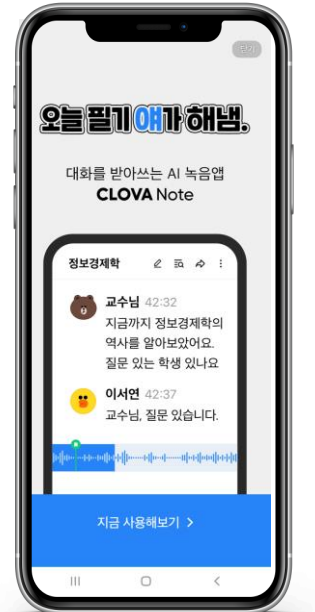 닫기
오늘 필기 얘가 해냄.
대화를 받아쓰는 AI 녹음앱
CLOVA Note
정보경제학
교수님 42:32
지금까지 정보경제학의
역사를 알아보았어요.
질문 있는 학생 있나요
이서연 42:37
교수님, 질문 있습니다.
지금 사용해보기 >